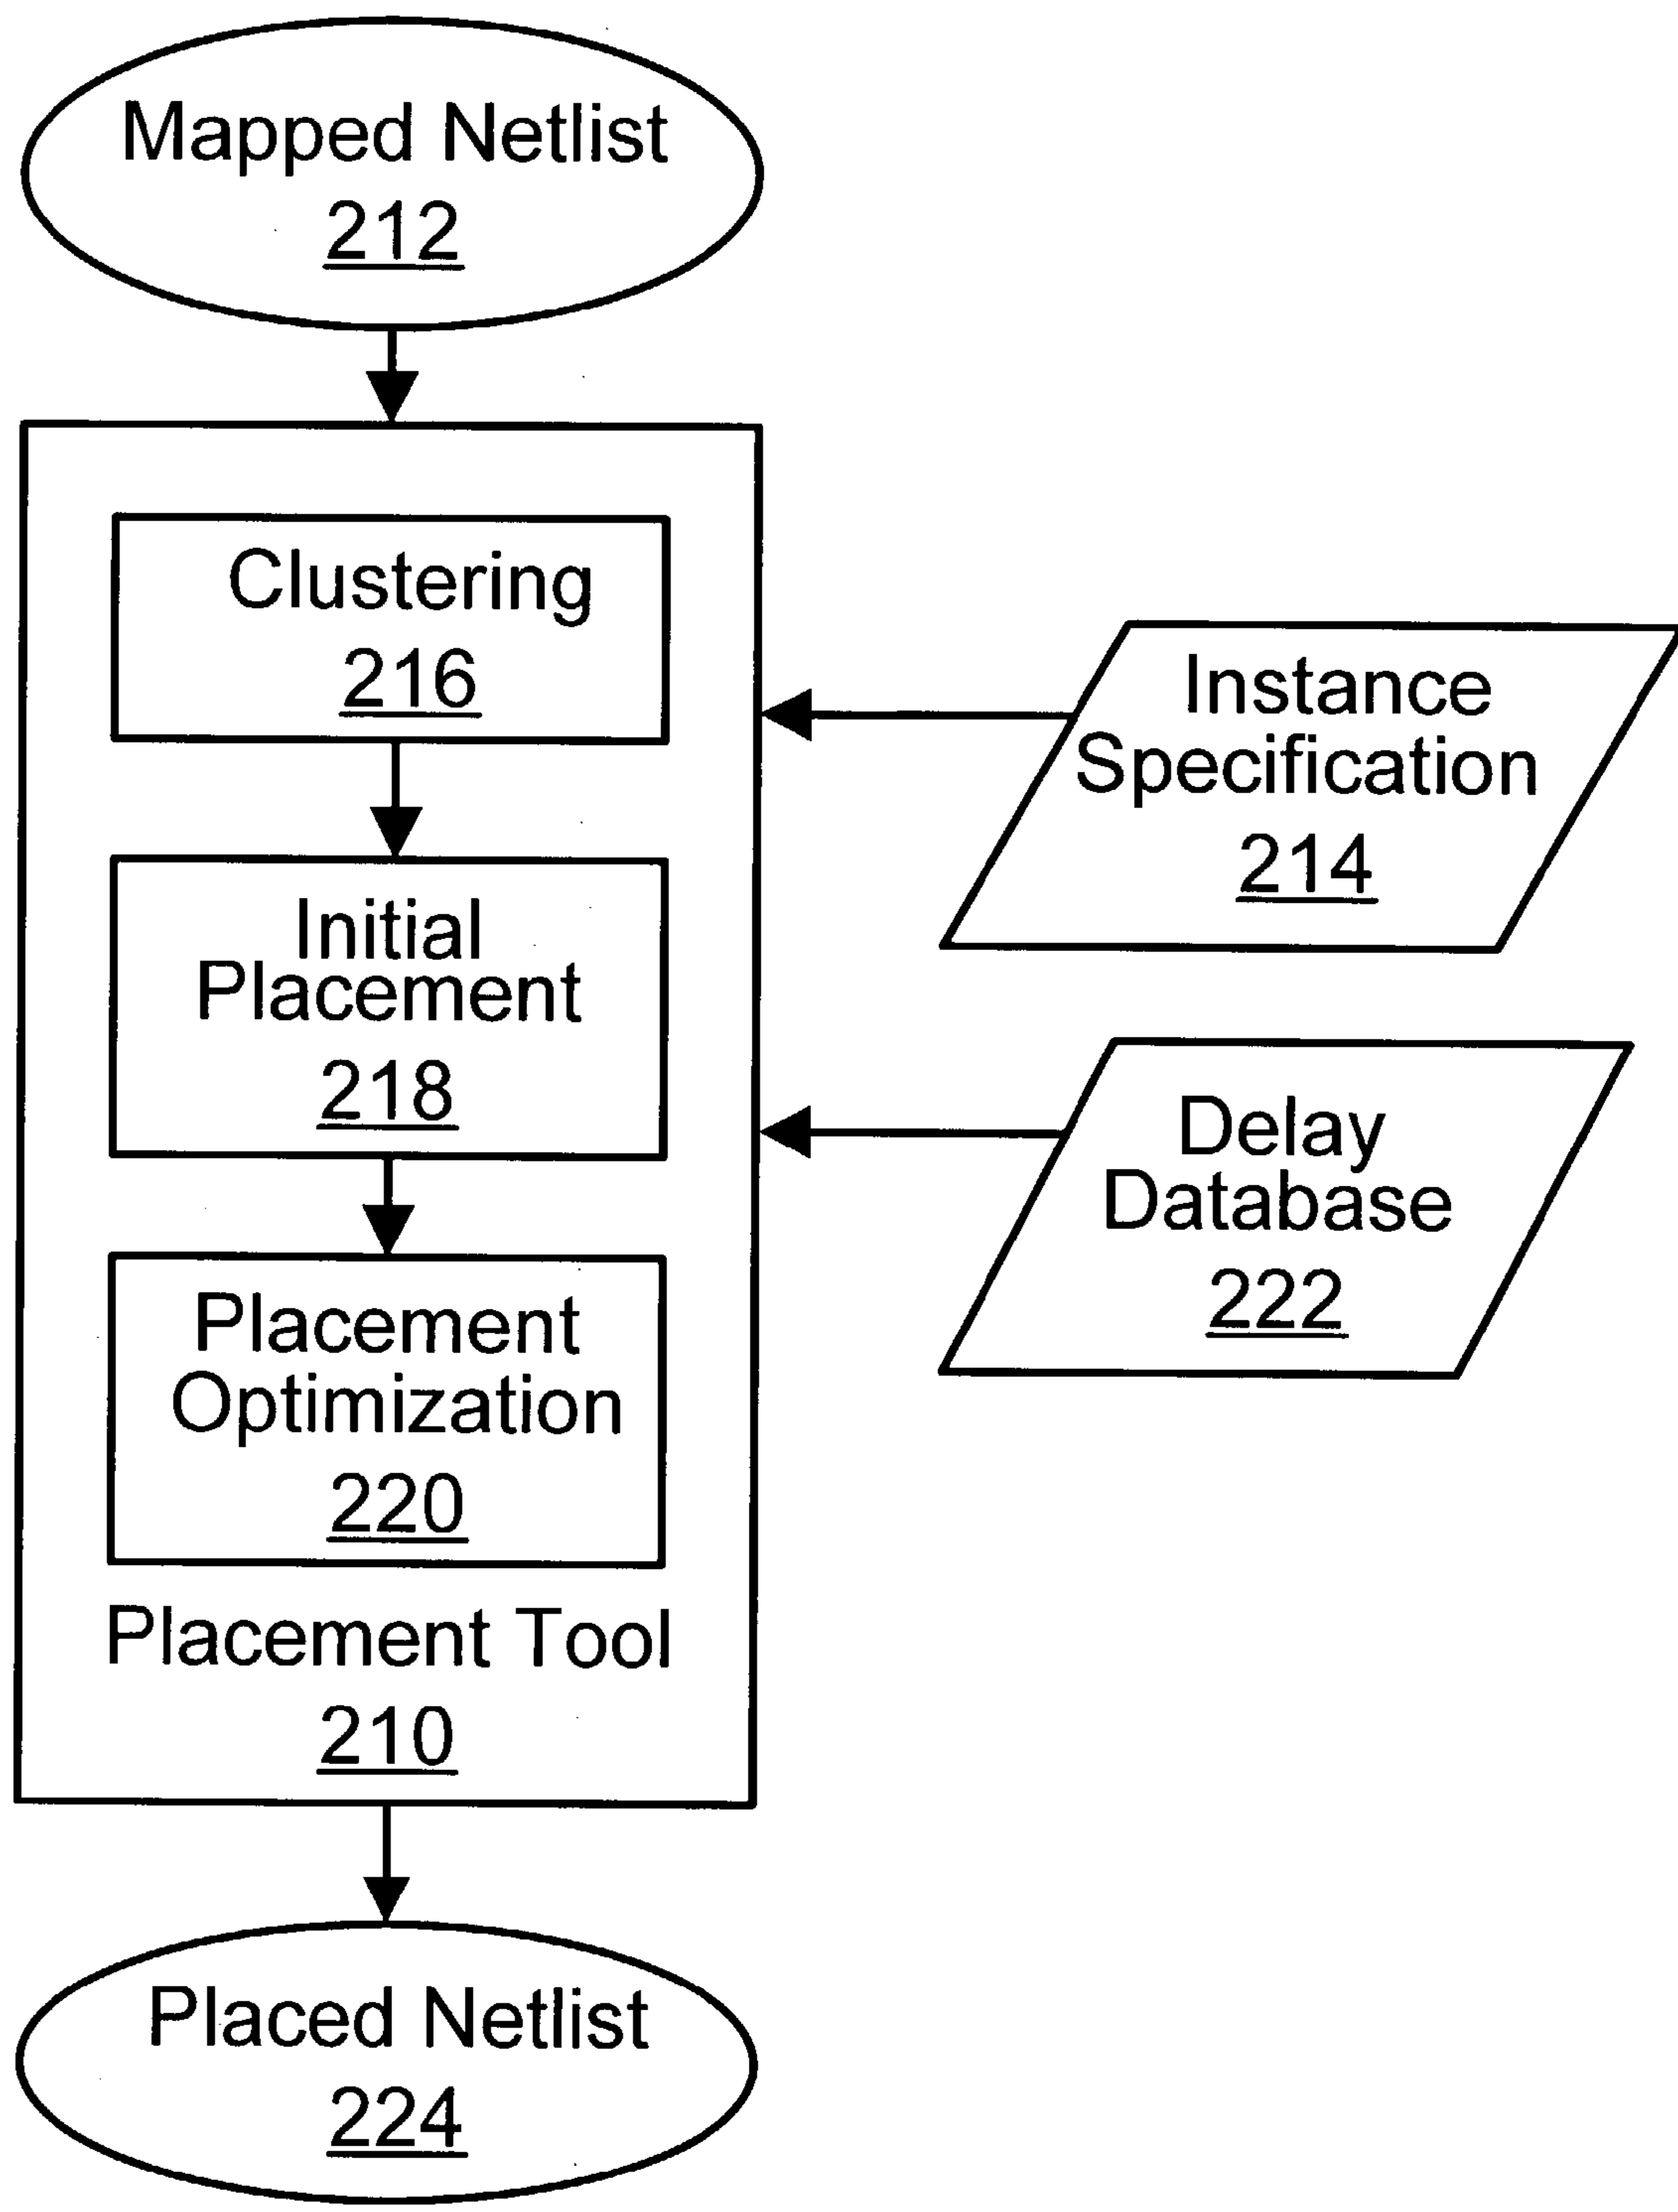 Mapped Netlist
212
Clustering
216
Initial
Placement
218
Placement
Optimization
220
Placement Tool
210
Instance
Specification
214
Delay
Database
222
Placed Netlist
224